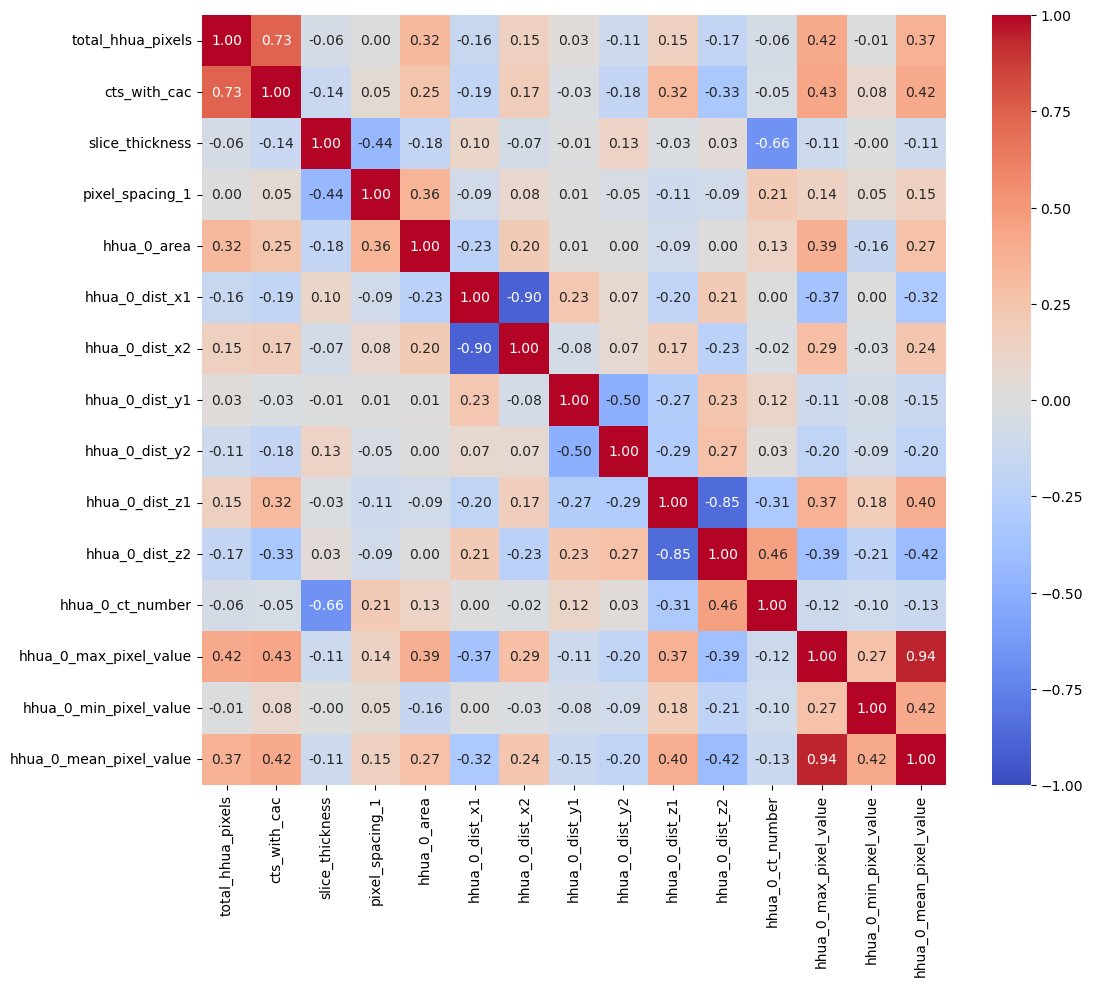 total_hhua_pixels 1.00 0.73 -0.06 0.00 0.32 -0.16 0.15 0.03 -0.11 0.15 -0.17 -0.06 0.42 -0.01 0.37
cts_with_cac 0.73 1.00 -0.14 0.05 0.25 -0.19 0.17 -0.03 -0.18 0.32 -0.33 -0.05 0.43 0.08 0.42
slice_thickness -0.06 -0.14 1.00 -0.44 -0.18 0.10 -0.07 -0.01 0.13 -0.03 0.03 -0.66 -0.11 -0.00 -0.11
pixel_spacing_1 0.00 0.05 -0.44 1.00 0.36 -0.09 0.08 0.01 -0.05 -0.11 -0.09 0.21 0.14 0.05 0.15
hhua_0_area 0.32 0.25 -0.18 0.36 1.00 -0.23 0.20 0.01 0.00 -0.09 0.00 0.13 0.39 -0.16 0.27
hhua_0_dist_x1 -0.16 -0.19 0.10 -0.09 -0.23 1.00 -0.90 0.23 0.07 -0.20 0.21 0.00 -0.37 0.00 -0.32
hhua_0_dist_x2 0.15 0.17 -0.07 0.08 0.20 -0.90 1.00 -0.08 0.07 0.17 -0.23 -0.02 0.29 -0.03 0.24
hhua_0_dist_y1 0.03 -0.03 -0.01 0.01 0.01 0.23 -0.08 1.00 -0.50 -0.27 0.23 0.12 -0.11 -0.08 -0.15
hhua_0_dist_y2 -0.11 -0.18 0.13 -0.05 0.00 0.07 0.07 -0.50 1.00 -0.29 0.27 0.03 -0.20 -0.09 -0.20
hhua_0_dist_z1 0.15 0.32 -0.03 -0.11 -0.09 -0.20 0.17 -0.27 -0.29 1.00 -0.85 -0.31 0.37 0.18 0.40
hhua_0_dist_z2 -0.17 -0.33 0.03 -0.09 0.00 0.21 -0.23 0.23 0.27 -0.85 1.00 0.46 -0.39 -0.21 -0.42
hhua_0_ct_number -0.06 -0.05 -0.66 0.21 0.13 0.00 -0.02 0.12 0.03 -0.31 0.46 1.00 -0.12 -0.10 -0.13
hhua_0_max_pixel_value 0.42 0.43 -0.11 0.14 0.39 -0.37 0.29 -0.11 -0.20 0.37 -0.39 -0.12 1.00 0.27 0.94
hhua_0_min_pixel_value -0.01 0.08 -0.00 0.05 -0.16 0.00 -0.03 -0.08 -0.09 0.18 -0.21 -0.10 0.27 1.00 0.42
hhua_0_mean_pixel_value 0.37 0.42 -0.11 0.15 0.27 -0.32 0.24 -0.15 -0.20 0.40 -0.42 -0.13 0.94 0.42 1.00
total_hhua_pixels
cts_with_cac
slice_thickness
pixel_spacing_1
hhua_0_area
hhua_0_dist_x1
hhua_0_dist_x2
hhua_0_dist_y1
hhua_0_dist_y2
hhua_0_dist_z1
hhua_0_dist_z2
hhua_0_ct_number
hhua_0_max_pixel_value
hhua_0_min_pixel_value
hhua_0_mean_pixel_value
1.00
0.75
0.50
0.25
0.00
−0.25
−0.50
−0.75
−1.00